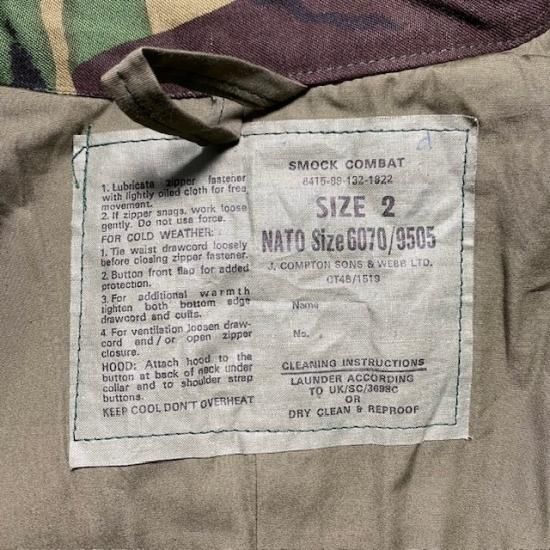 1. Lubricate zipper fastener
with lightly oiled cloth for free
movement.
2. If zipper snags, work loose
gently. Do not use force.
FOR COLD WEATHER:
1. Tie waist drawcord loosely
before closing zipper fastener.
2. Button front flap for added
protection.
3. For additional warmth
tighten both bottom edge
drawcord and cuffs.
4. For ventilation loosen draw-
cord and/or open zipper
closure.
HOOD: Attach hood to the
button at back of neck under
collar and to shoulder strap
buttons.
KEEP COOL DON'T OVERHEAT
SMOCK COMBAT
8415-99-132-1922
SIZE 2
NATO Size 6070/9505
J. COMPTON SONS & WEBB LTD.
CT4B/1519
Name
No.
CLEANING INSTRUCTIONS
LAUNDER ACCORDING
TO UK/SC/3698C
OR
DRY CLEAN & REPROOF